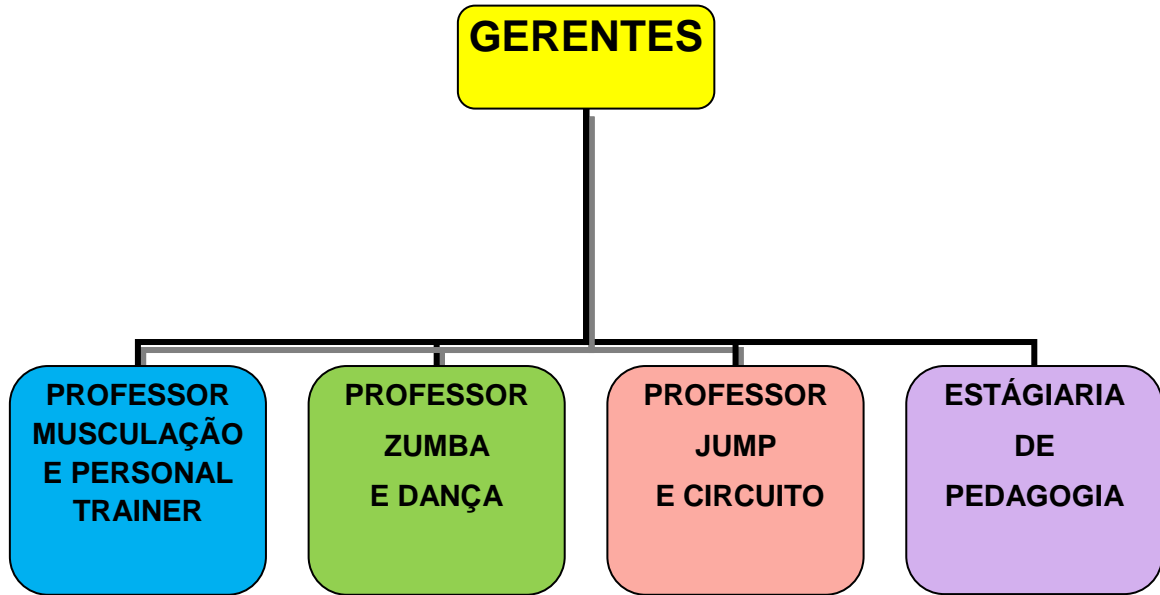 GERENTES
PROFESSOR
MUSCULAÇÃO
E PERSONAL
TRAINER
PROFESSOR
ZUMBA
E DANÇA
PROFESSOR
JUMP
E CIRCUITO
ESTÁGIARIA
DE
PEDAGOGIA